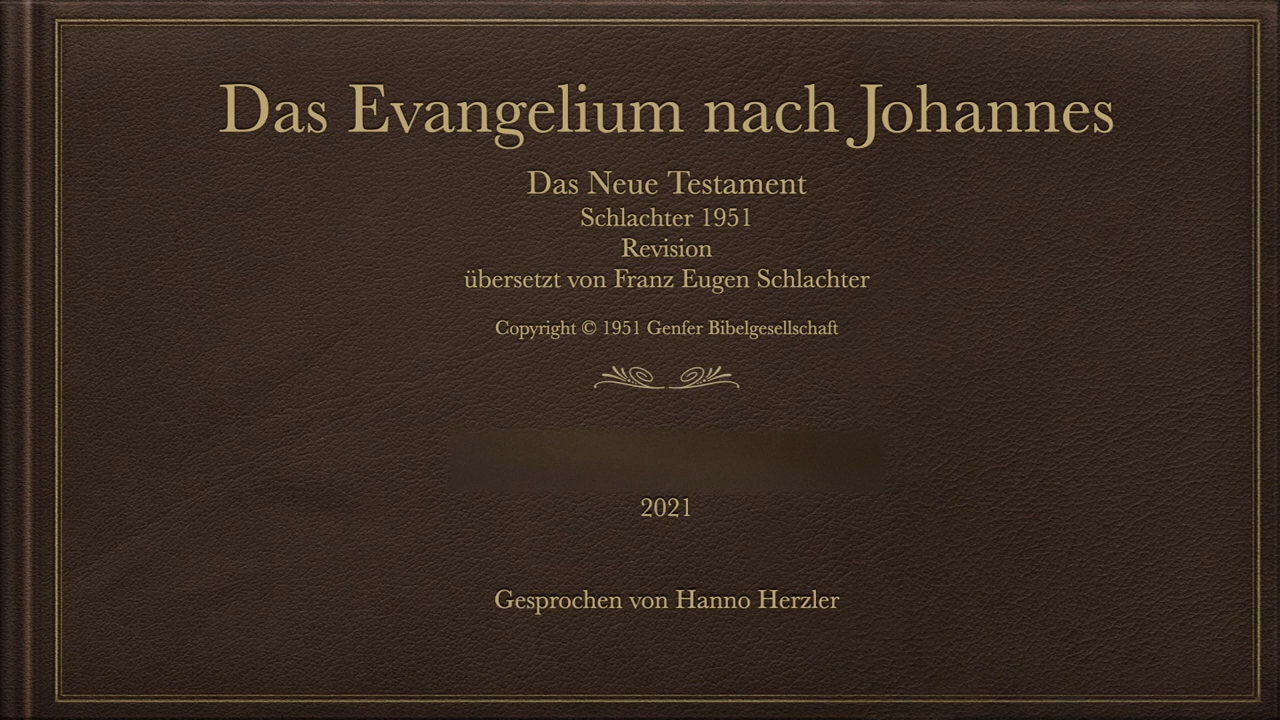 Das Evangelium nach Johannes
Das Neue Testament
Schlachter 1951
Revision
übersetzt von Franz Eugen Schlachter
Copyright © 1951 Genfer Bibelgesellschaft
2021
Gesprochen von Hanno Herzler